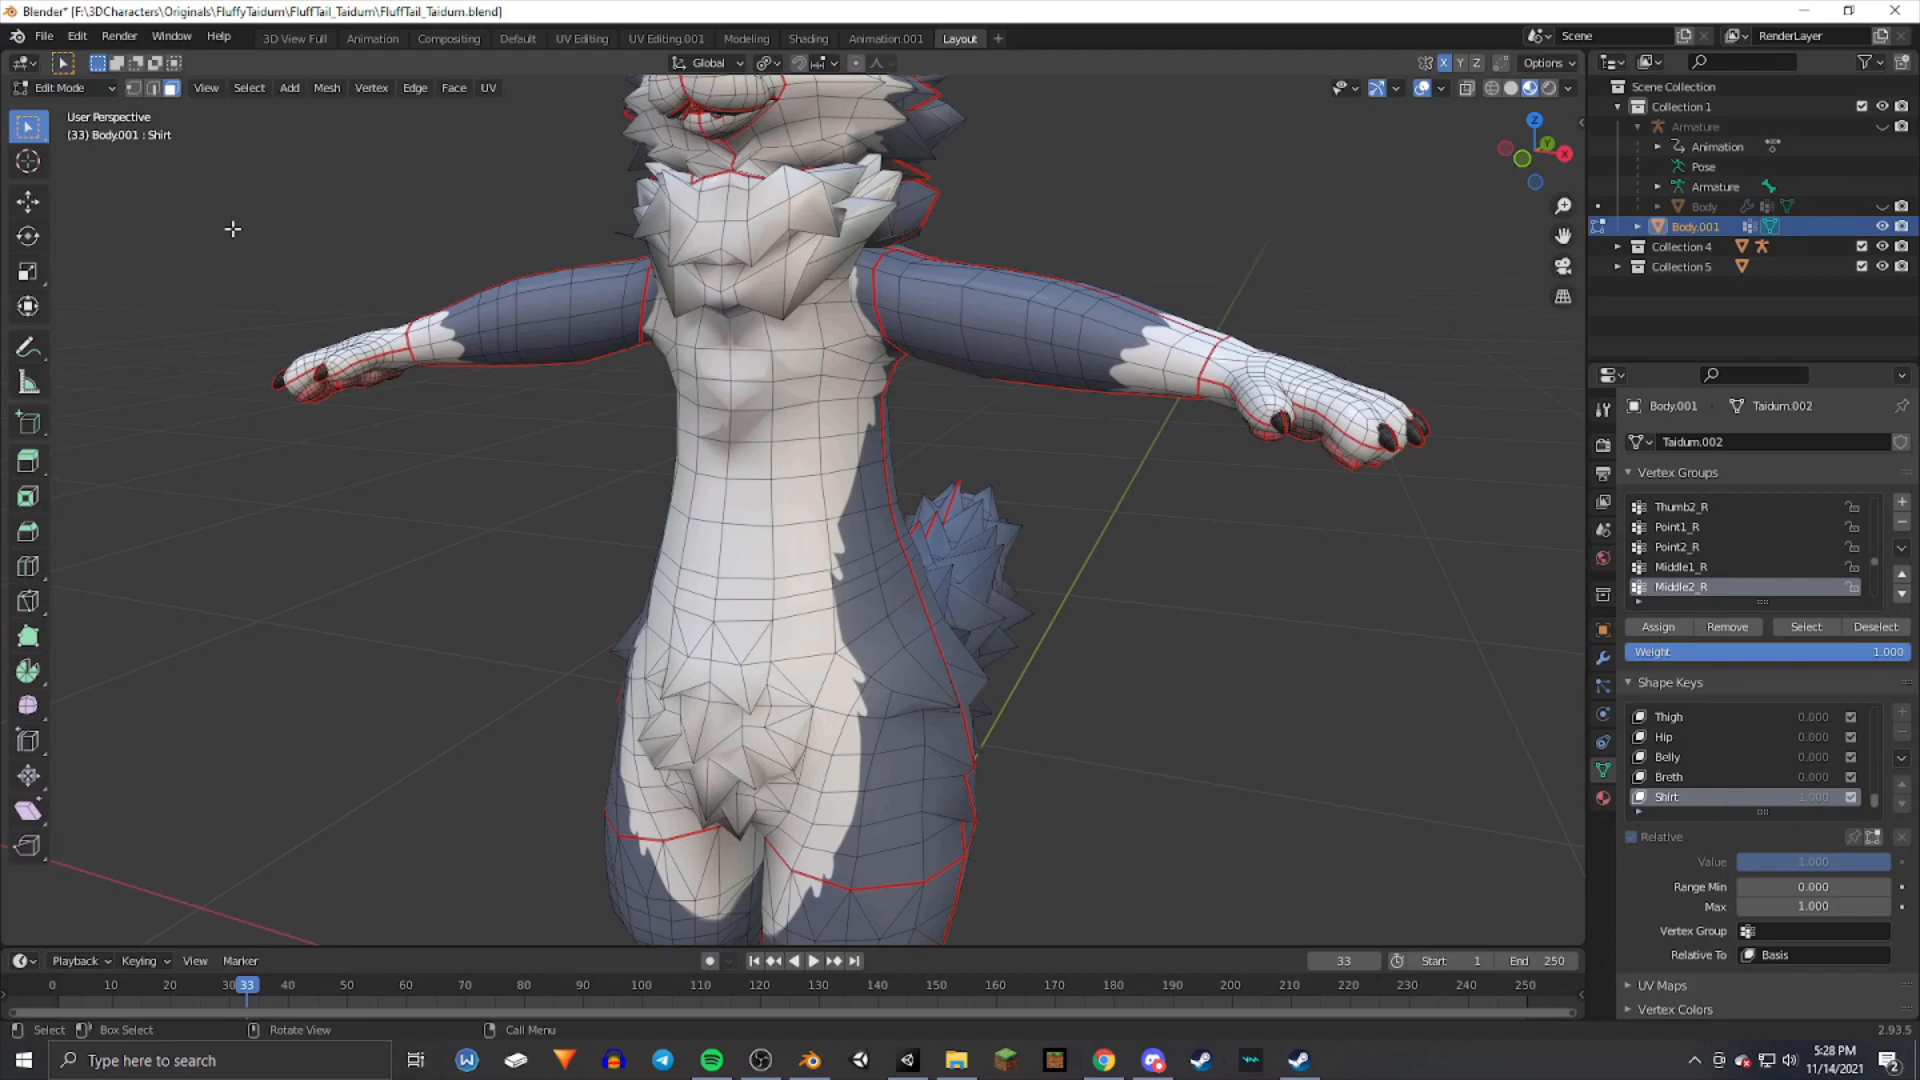 Blender* [F:\3DCharacters\Originals\FluffyTaidum\FluffTail_Taidum\FluffTail_Taidum.blend]
File Edit Render Window Help
3D View Full Animation Compositing Default UV Editing UV Editing.001 Modeling Shading Animation.001 Layout +
Scene
RenderLayer
Global
X Y Z
Options
Edit Mode View Select Add Mesh Vertex Edge Face UV
User Perspective
(33) Body.001 : Shirt
Z
Y
X
Scene Collection
Collection 1
Armature
Animation
Pose
Armature
Body
Body.001
Collection 4
Collection 5
Body.001 Taidum.002
Taidum.002
Vertex Groups
Thumb2_R
Point1_R
Point2_R
Middle1_R
Middle2_R
Assign Remove Select Deselect
Weight 1.000
Shape Keys
Thigh 0.000
Hip 0.000
Belly 0.000
Breth 0.000
Shirt 1.000
Relative
Value 1.000
Range Min 0.000
Max 1.000
Vertex Group
Relative To Basis
UV Maps
Vertex Colors
Playback Keying View Marker
33 Start 1 End 250
0 10 20 30 33 40 50 60 70 80 90 100 110 120 130 140 150 160 170 180 190 200 210 220 230 240 250
Select Box Select Rotate View Call Menu
2.93.5
Type here to search
5:28 PM
11/14/2021
2